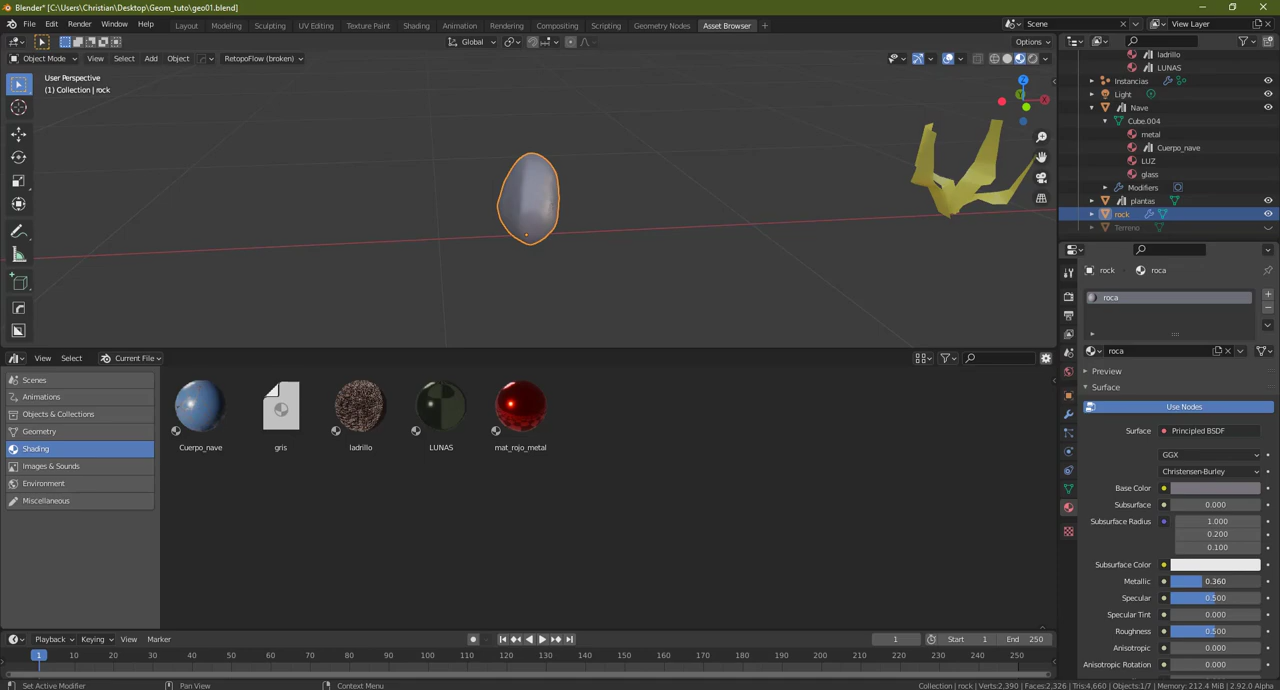 Blender* [C:\Users\Christian\Desktop\Geom_tuto\geo01.blend]
File Edit Render Window Help Layout Modeling Sculpting UV Editing Texture Paint Shading Animation Rendering Compositing Scripting Geometry Nodes Asset Browser Scene View Layer
Global Options
Object Mode View Select Add Object RetopoFlow (broken)
User Perspective
(1) Collection | rock
Z
Y
X
ladrillo
LUNAS
Instancias
Light
Nave
Cube.004
metal
Cuerpo_nave
LUZ
glass
Modifiers
plantas
rock
Terreno
rock roca
roca
roca
Preview
Surface
Use Nodes
Surface Principled BSDF
GGX
Christensen-Burley
Base Color
Subsurface 0.000
Subsurface Radius 1.000
0.200
0.100
Subsurface Color
Metallic 0.360
Specular 0.500
Specular Tint 0.000
Roughness 0.500
Anisotropic 0.000
Anisotropic Rotation 0.000
View Select Current File
Scenes
Animations
Objects & Collections
Geometry
Shading
Images & Sounds
Environment
Miscellaneous
Cuerpo_nave gris ladrillo LUNAS mat_rojo_metal
Playback Keying View Marker 1 Start 1 End 250
1 10 20 30 40 50 60 70 80 90 100 110 120 130 140 150 160 170 180 190 200 210 220 230 240 250
Set Active Modifier Pan View Context Menu Collection | rock | Verts:2,390 | Faces:2,326 | Tris:4,660 | Objects:1/7 | Memory: 212.4 MiB | 2.92.0 Alpha